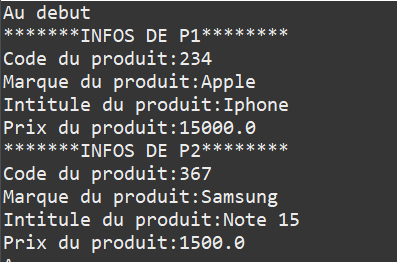 Au debut
*******INFOS DE P1********
Code du produit:234
Marque du produit:Apple
Intitule du produit:Iphone
Prix du produit:15000.0
*******INFOS DE P2********
Code du produit:367
Marque du produit:Samsung
Intitule du produit:Note 15
Prix du produit:1500.0